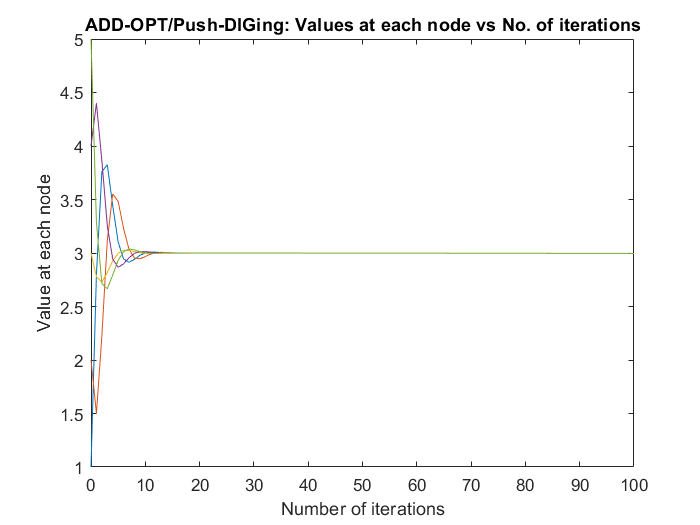 ADD-OPT/Push-DIGing: Values at each node vs No. of iterations
5
4.5
4
3.5
3
2.5
2
1.5
1
Value at each node
0 10 20 30 40 50 60 70 80 90 100
Number of iterations